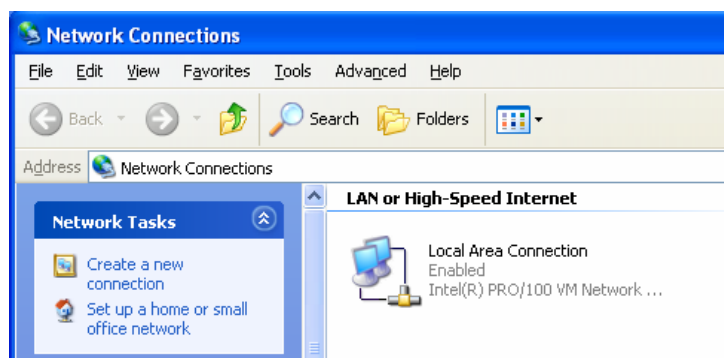 Network Connections
File Edit View Favorites Tools Advanced Help
Back Search Folders
Address Network Connections
Network Tasks
Create a new
connection
Set up a home or small
office network
LAN or High-Speed Internet
Local Area Connection
Enabled
Intel(R) PRO/100 VM Network ...